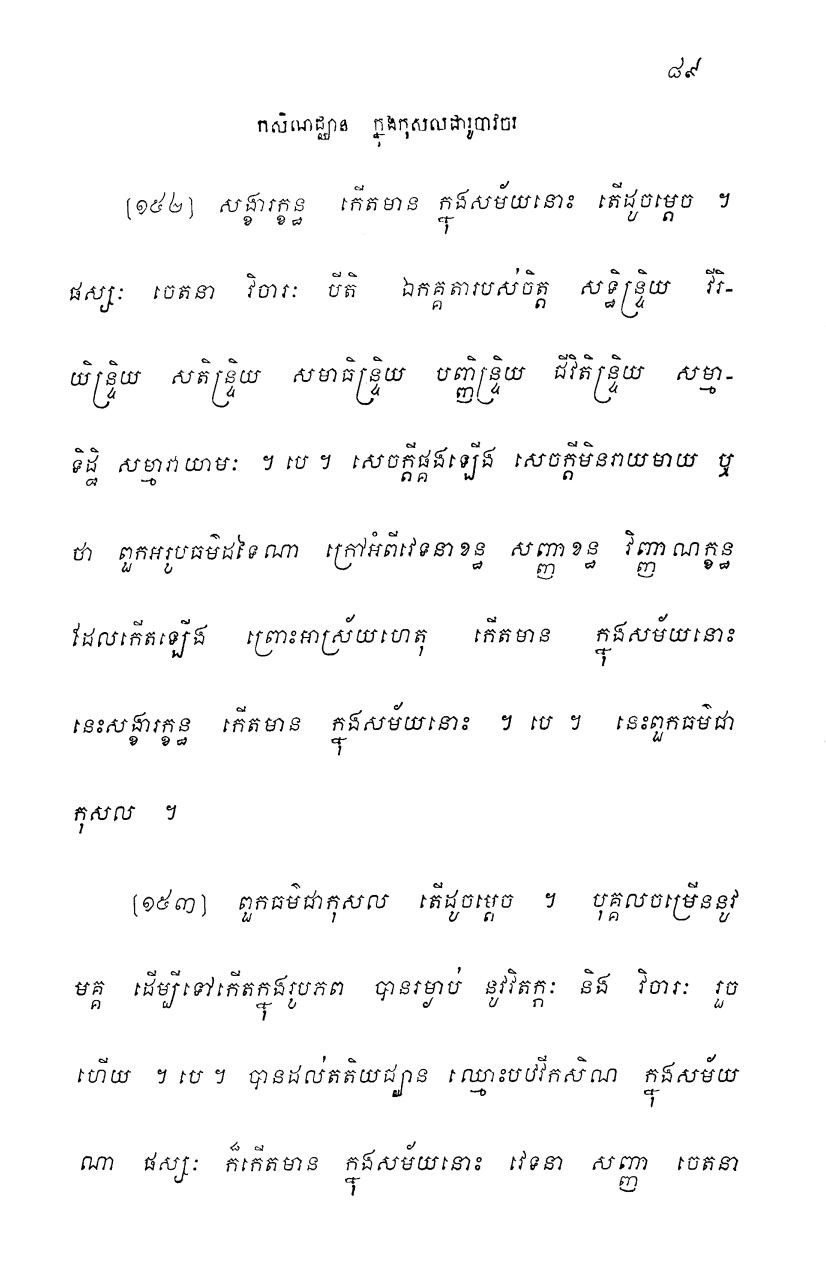 ៨៩
កសិណជ្ឈាន ក្នុងកុសលជារូបាវចរ
[១៥២] សង្ខារក្ខន្ធ កើតមាន ក្នុងសម័យនោះ តើដូចម្តេច ។
ផស្សៈ ចេតនា វិចារៈ បីតិ ឯកគ្គតារបស់ចិត្ត សទ្ធិន្ទ្រិយ វីរិ-
យិន្ទ្រិយ សតិន្ទ្រិយ សមាធិន្ទ្រិយ បញ្ញិន្ទ្រិយ ជីវិតិន្ទ្រិយ សម្មា-
ទិដ្ឋិ សម្មាវាយាមៈ ។ បេ ។ សេចក្តីផ្គងឡើង សេចក្តីមិនរាយមាយ ឬ
ថា ពួកអរូបធម៌ដទៃណា ក្រៅអំពីវេទនាខន្ធ សញ្ញាខន្ធ វិញ្ញាណក្ខន្ធ
ដែលកើតឡើង ព្រោះអាស្រ័យហេតុ កើតមាន ក្នុងសម័យនោះ
នេះសង្ខារក្ខន្ធ កើតមាន ក្នុងសម័យនោះ ។ បេ ។ នេះពួកធម៌ជា
កុសល ។
[១៥៣] ពួកធម៌ជាកុសល តើដូចម្តេច ។ បុគ្គលចម្រើននូវ
មគ្គ ដើម្បីទៅកើតក្នុងរូបភព បានរម្ងាប់ នូវវិតក្កៈ និង វិចារៈ រួច
ហើយ ។ បេ ។ បានដល់តតិយជ្ឈាន ឈ្មោះបឋវីកសិណ ក្នុងសម័យ
ណា ផស្សៈ ក៏កើតមាន ក្នុងសម័យនោះ វេទនា សញ្ញា ចេតនា